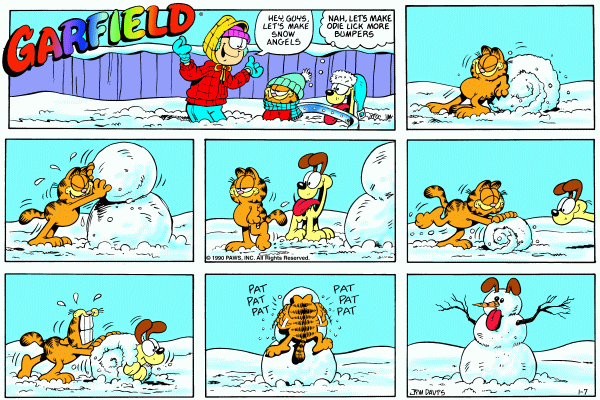 GARFIELD
HEY, GUYS,
LET'S MAKE
SNOW
ANGELS
NAH, LET'S MAKE
ODIE LICK MORE
BUMPERS
© 1990 PAWS, INC. All Rights Reserved.
PAT
PAT
PAT
PAT
PAT
PAT
JIM DAVIS
1-7